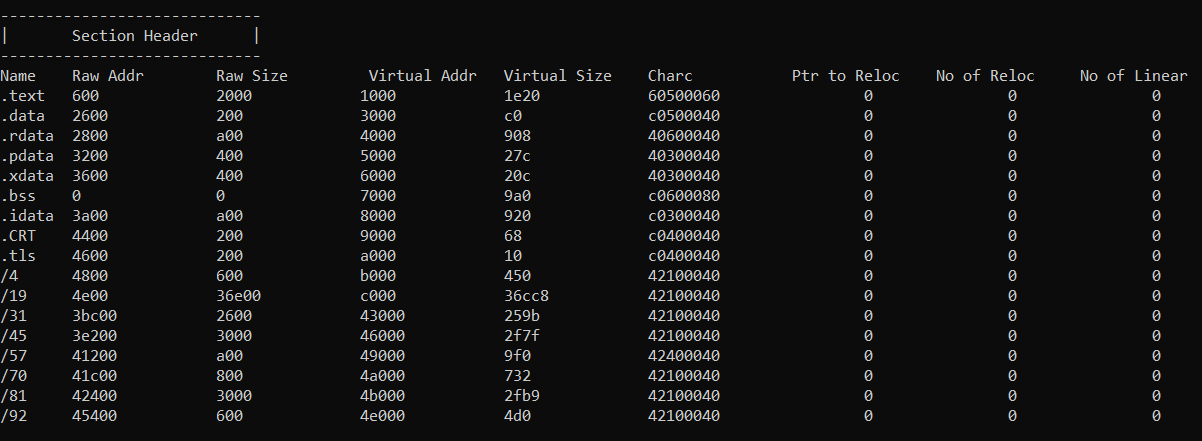 -----------------------------
|       Section Header      |
-----------------------------
Name    Raw Addr        Raw Size         Virtual Addr   Virtual Size    Charc           Ptr to Reloc    No of Reloc     No of Linear
.text   600             2000            1000            1e20            60500060                0               0               0
.data   2600            200             3000            c0              c0500040                0               0               0
.rdata  2800            a00             4000            908             40600040                0               0               0
.pdata  3200            400             5000            27c             40300040                0               0               0
.xdata  3600            400             6000            20c             40300040                0               0               0
.bss    0               0               7000            9a0             c0600080                0               0               0
.idata  3a00            a00             8000            920             c0300040                0               0               0
.CRT    4400            200             9000            68              c0400040                0               0               0
.tls    4600            200             a000            10              c0400040                0               0               0
/4      4800            600             b000            450             42100040                0               0               0
/19     4e00            36e00           c000            36cc8           42100040                0               0               0
/31     3bc00           2600            43000           259b            42100040                0               0               0
/45     3e200           3000            46000           2f7f            42100040                0               0               0
/57     41200           a00             49000           9f0             42400040                0               0               0
/70     41c00           800             4a000           732             42100040                0               0               0
/81     42400           3000            4b000           2fb9            42100040                0               0               0
/92     45400           600             4e000           4d0             42100040                0               0               0